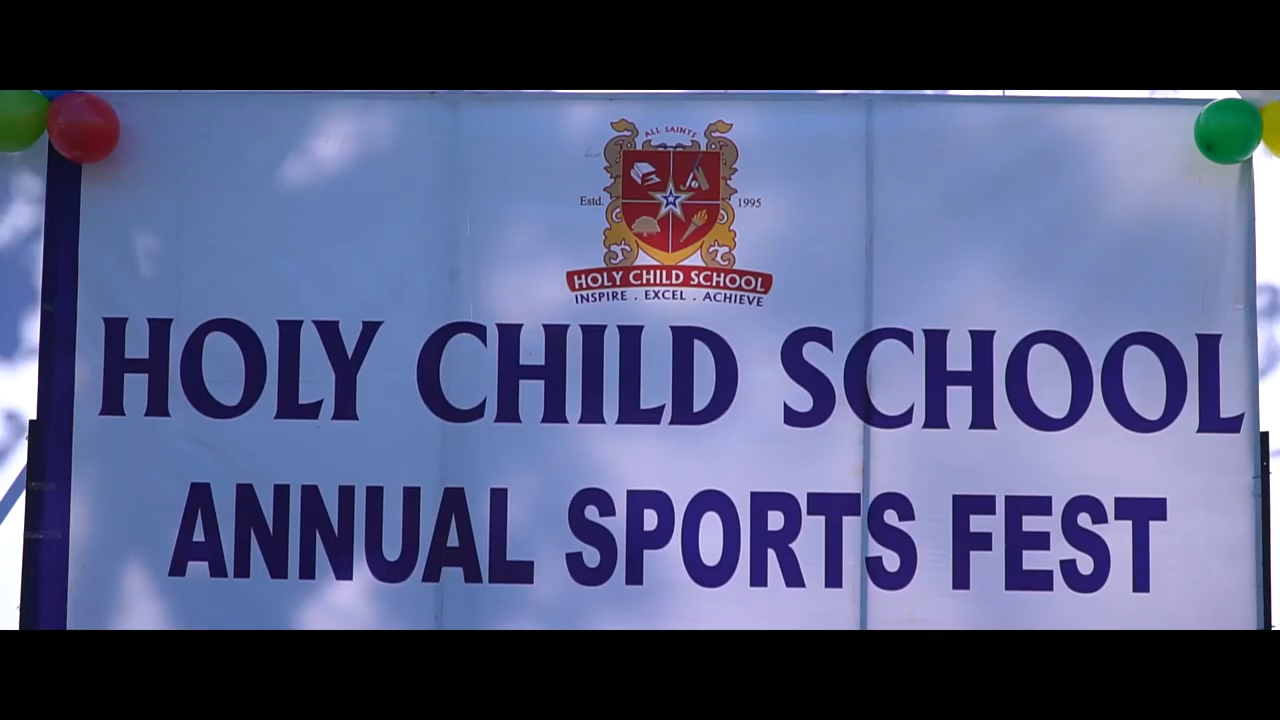 ALL SAINTS
Estd. 1995
HOLY CHILD SCHOOL
INSPIRE . EXCEL . ACHIEVE
HOLY CHILD SCHOOL
ANNUAL SPORTS FEST